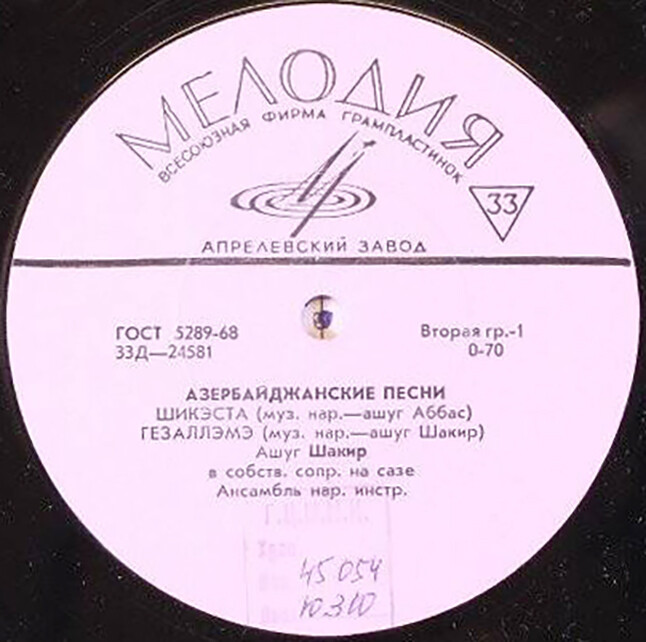 МЕЛОДИЯ
ВСЕСОЮЗНАЯ ФИРМА ГРАМПЛАСТИНОК
33
АПРЕЛЕВСКИЙ ЗАВОД
ГОСТ 5289-68
33Д—24581
Вторая гр.-1
0-70
АЗЕРБАЙДЖАНСКИЕ ПЕСНИ
ШИКЭСТА (муз. нар.—ашуг Аббас)
ГЕЗАЛЛЭМЭ (муз. нар.—ашуг Шакир)
Ашуг Шакир
в собств. сопр. на сазе
Ансамбль нар. инстр.
45054